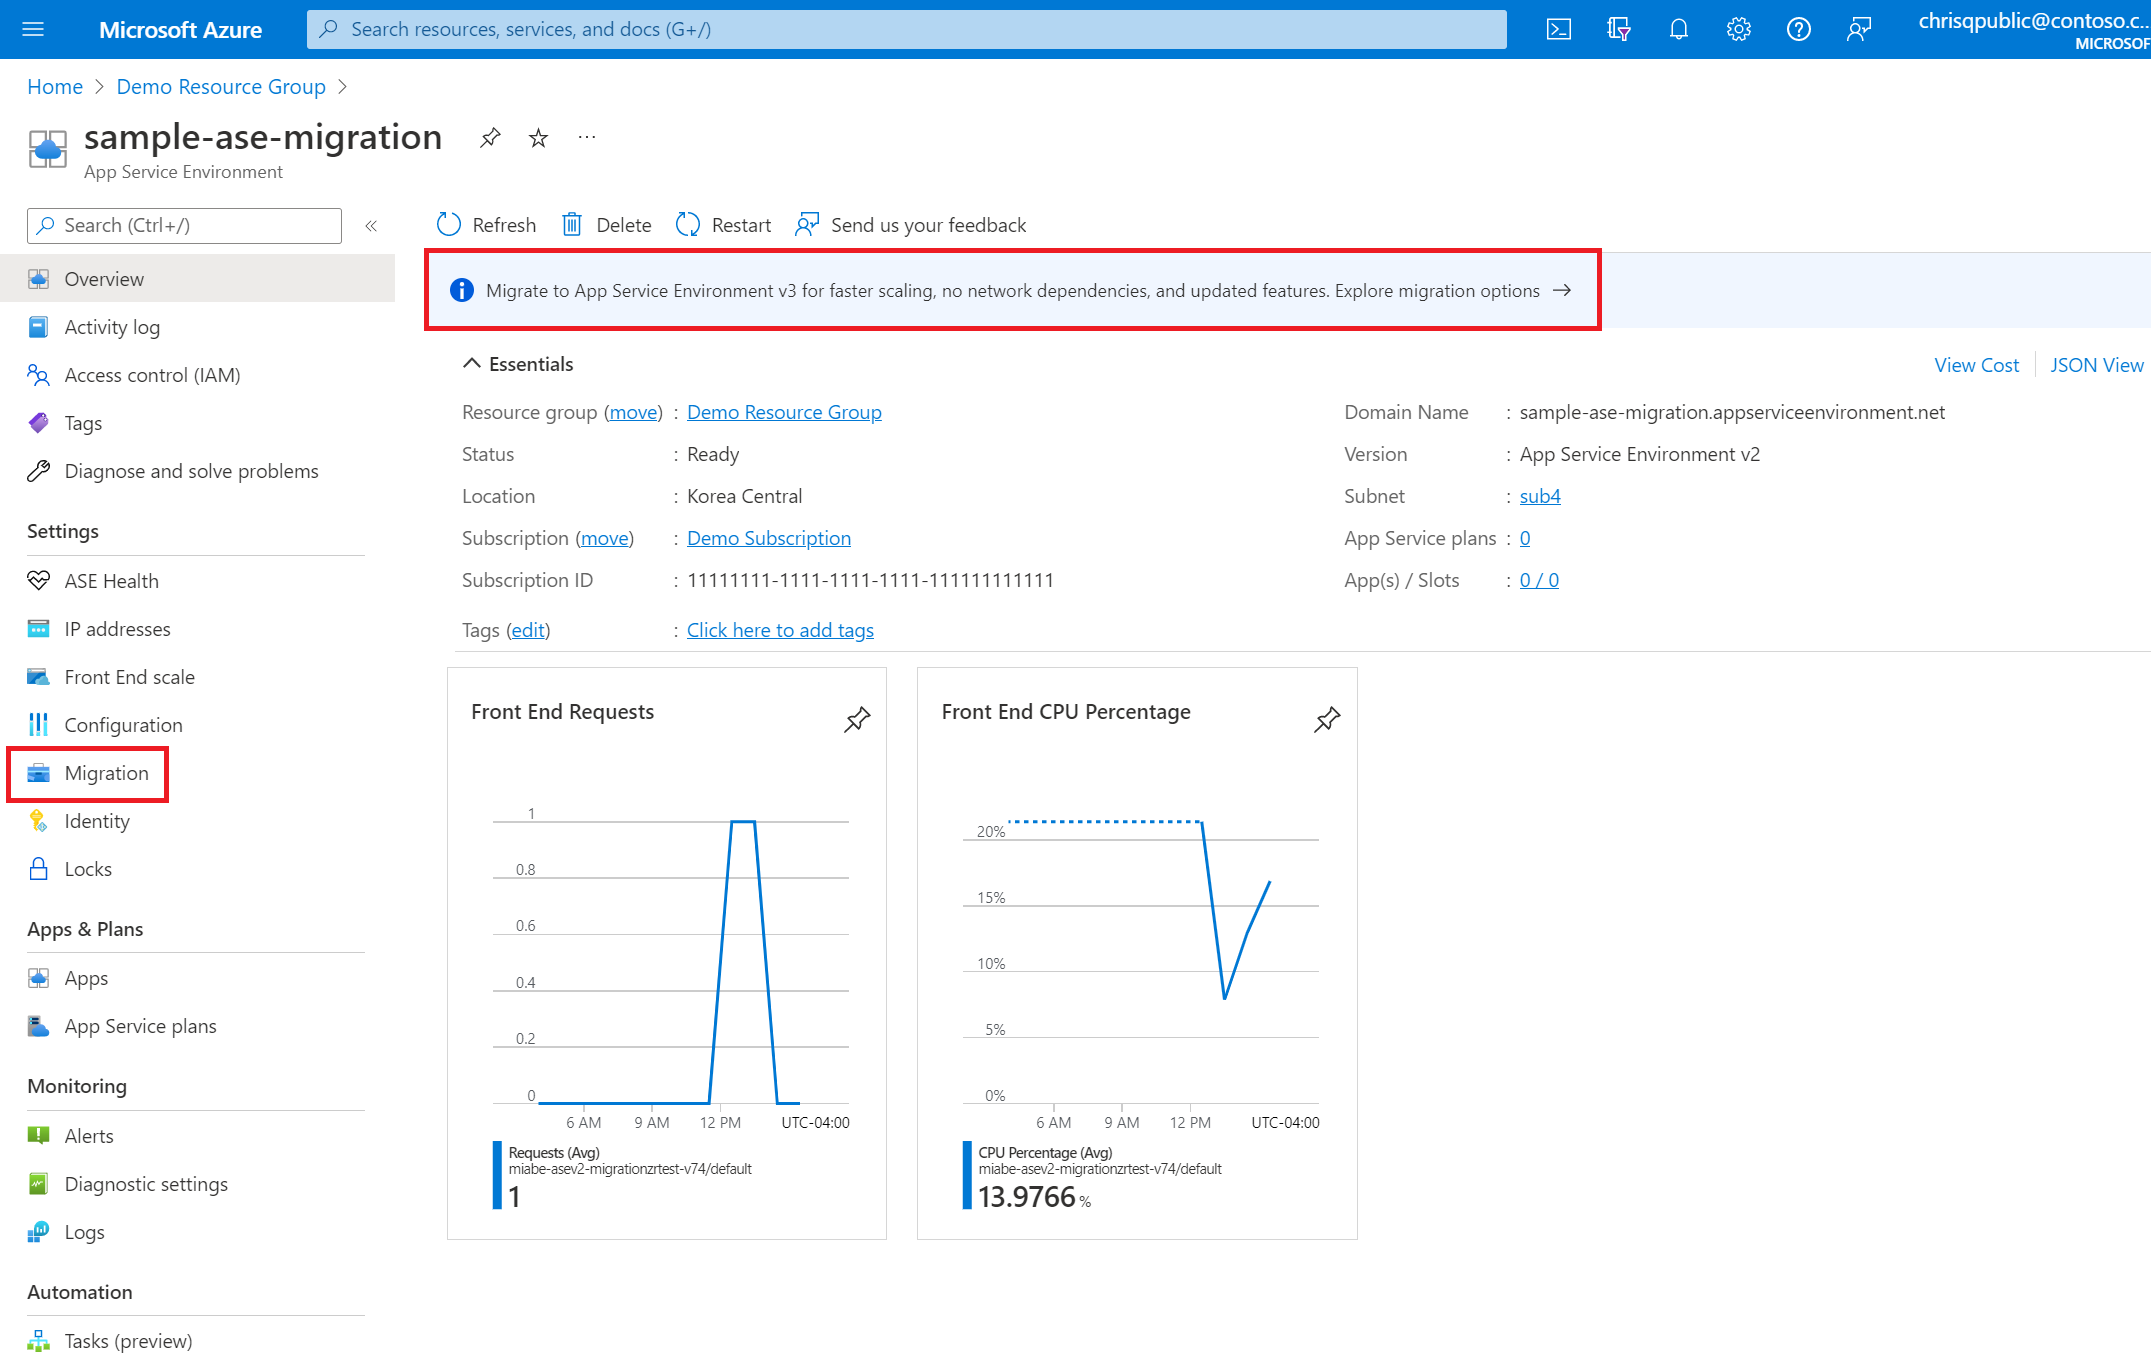 Microsoft Azure
Search resources, services, and docs (G+/)
chrisqpublic@contoso.c...
MICROSOF
Home > Demo Resource Group >
sample-ase-migration
App Service Environment
Search (Ctrl+/)
Refresh Delete Restart Send us your feedback
Migrate to App Service Environment v3 for faster scaling, no network dependencies, and updated features. Explore migration options →
Overview
Activity log
Access control (IAM)
Tags
Diagnose and solve problems
Settings
ASE Health
IP addresses
Front End scale
Configuration
Migration
Identity
Locks
Apps & Plans
Apps
App Service plans
Monitoring
Alerts
Diagnostic settings
Logs
Automation
Tasks (preview)
Essentials
View Cost JSON View
Resource group (move) : Demo Resource Group
Status : Ready
Location : Korea Central
Subscription (move) : Demo Subscription
Subscription ID : 11111111-1111-1111-1111-111111111111
Tags (edit) : Click here to add tags
Domain Name : sample-ase-migration.appserviceenvironment.net
Version : App Service Environment v2
Subnet : sub4
App Service plans : 0
App(s) / Slots : 0 / 0
Front End Requests
1
0.8
0.6
0.4
0.2
0
6 AM 9 AM 12 PM UTC-04:00
Requests (Avg)
miabe-asev2-migrationzrtest-v74/default
1
Front End CPU Percentage
20%
15%
10%
5%
0%
6 AM 9 AM 12 PM UTC-04:00
CPU Percentage (Avg)
miabe-asev2-migrationzrtest-v74/default
13.9766 %